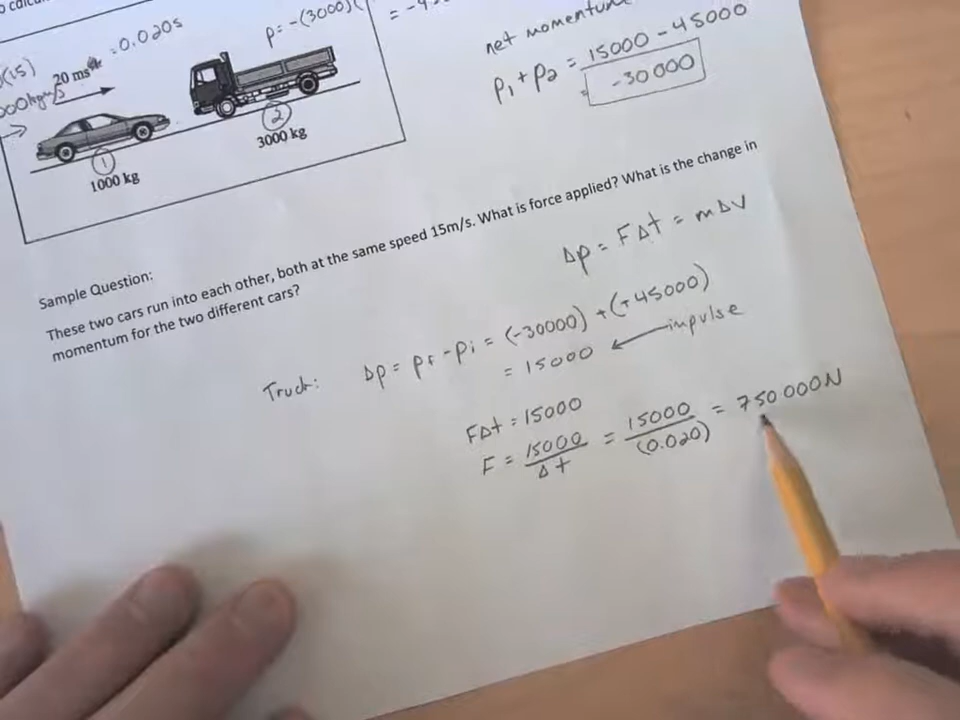 = 0.020s
p = -(3000)(
net momentum
(15)
20 ms
= 15000 - 45000
p₁ + p₂
= -30000
1
1000 kg
2
3000 kg
Sample Question:
These two cars run into each other, both at the same speed 15m/s. What is force applied? What is the change in
momentum for the two different cars?
Δp = FΔt = mΔv
Truck: Δp = pf - pi = (-30000) + (+45000)
= 15000 ← impulse
FΔt = 15000
F = 15000 / Δt = 15000 / (0.020) = 750.000N